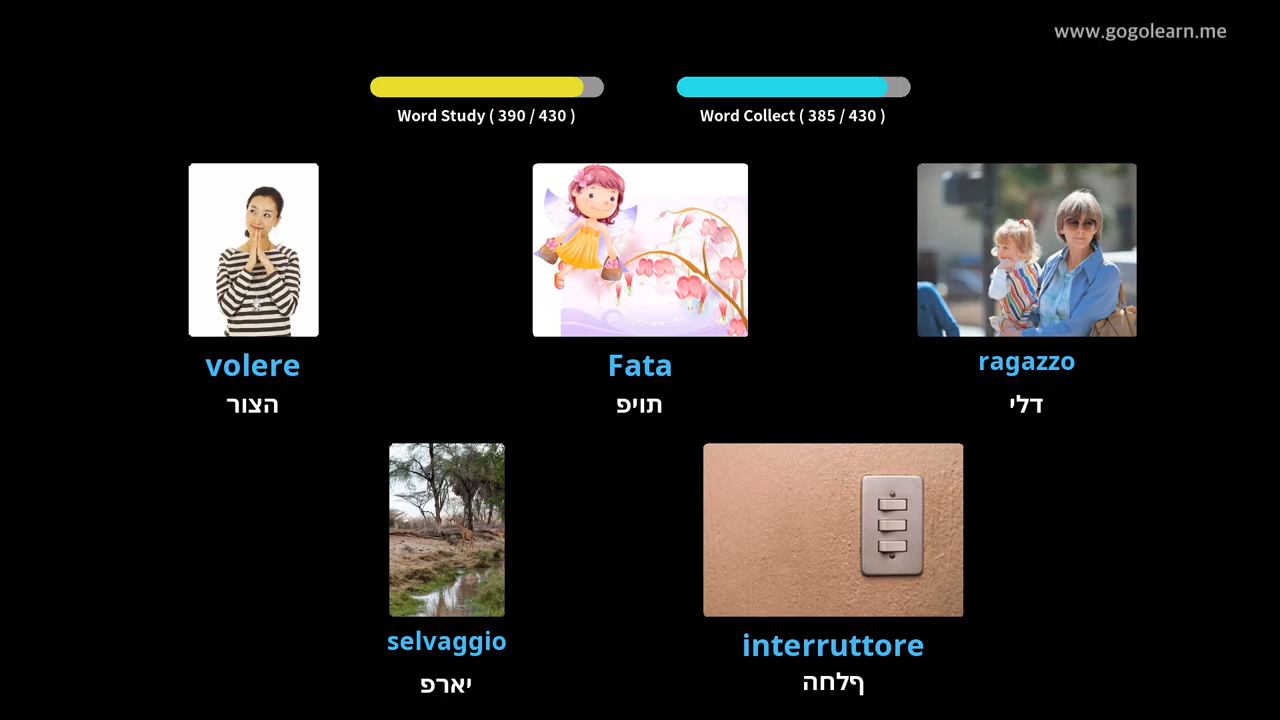 www.gogolearn.me
Word Study ( 390 / 430 )
Word Collect ( 385 / 430 )
volere
הצור
Fata
תויפ
ragazzo
דלי
selvaggio
יארפ
interruttore
ףלחה